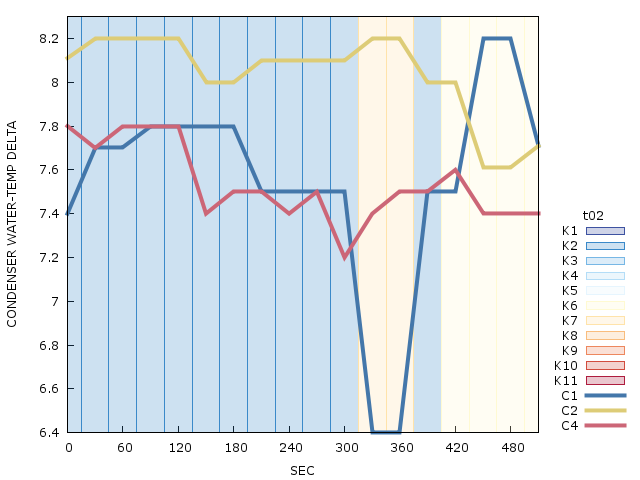 CONDENSER WATER-TEMP DELTA
8.2
8
7.8
7.6
7.4
7.2
7
6.8
6.6
6.4
0 60 120 180 240 300 360 420 480
SEC
t02
K1
K2
K3
K4
K5
K6
K7
K8
K9
K10
K11
C1
C2
C4